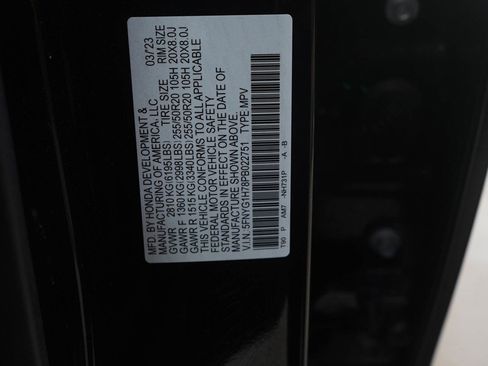 MFD. BY HONDA DEVELOPMENT & 03/23
MANUFACTURING OF AMERICA, LLC
TIRE SIZE RIM SIZE
GVWR 2810 KG(6195LBS)
GAWR F 1360 KG(2998LBS) 255/50R20 105H 20X8.0J
GAWR R 1515 KG(3340LBS) 255/50R20 105H 20X8.0J
THIS VEHICLE CONFORMS TO ALL APPLICABLE
FEDERAL MOTOR VEHICLE SAFETY
STANDARDS IN EFFECT ON THE DATE OF
MANUFACTURE SHOWN ABOVE.
V.I.N. 5FNYG1H78PB022751 TYPE: MPV
T90 P AM7 -NH731P -A -B